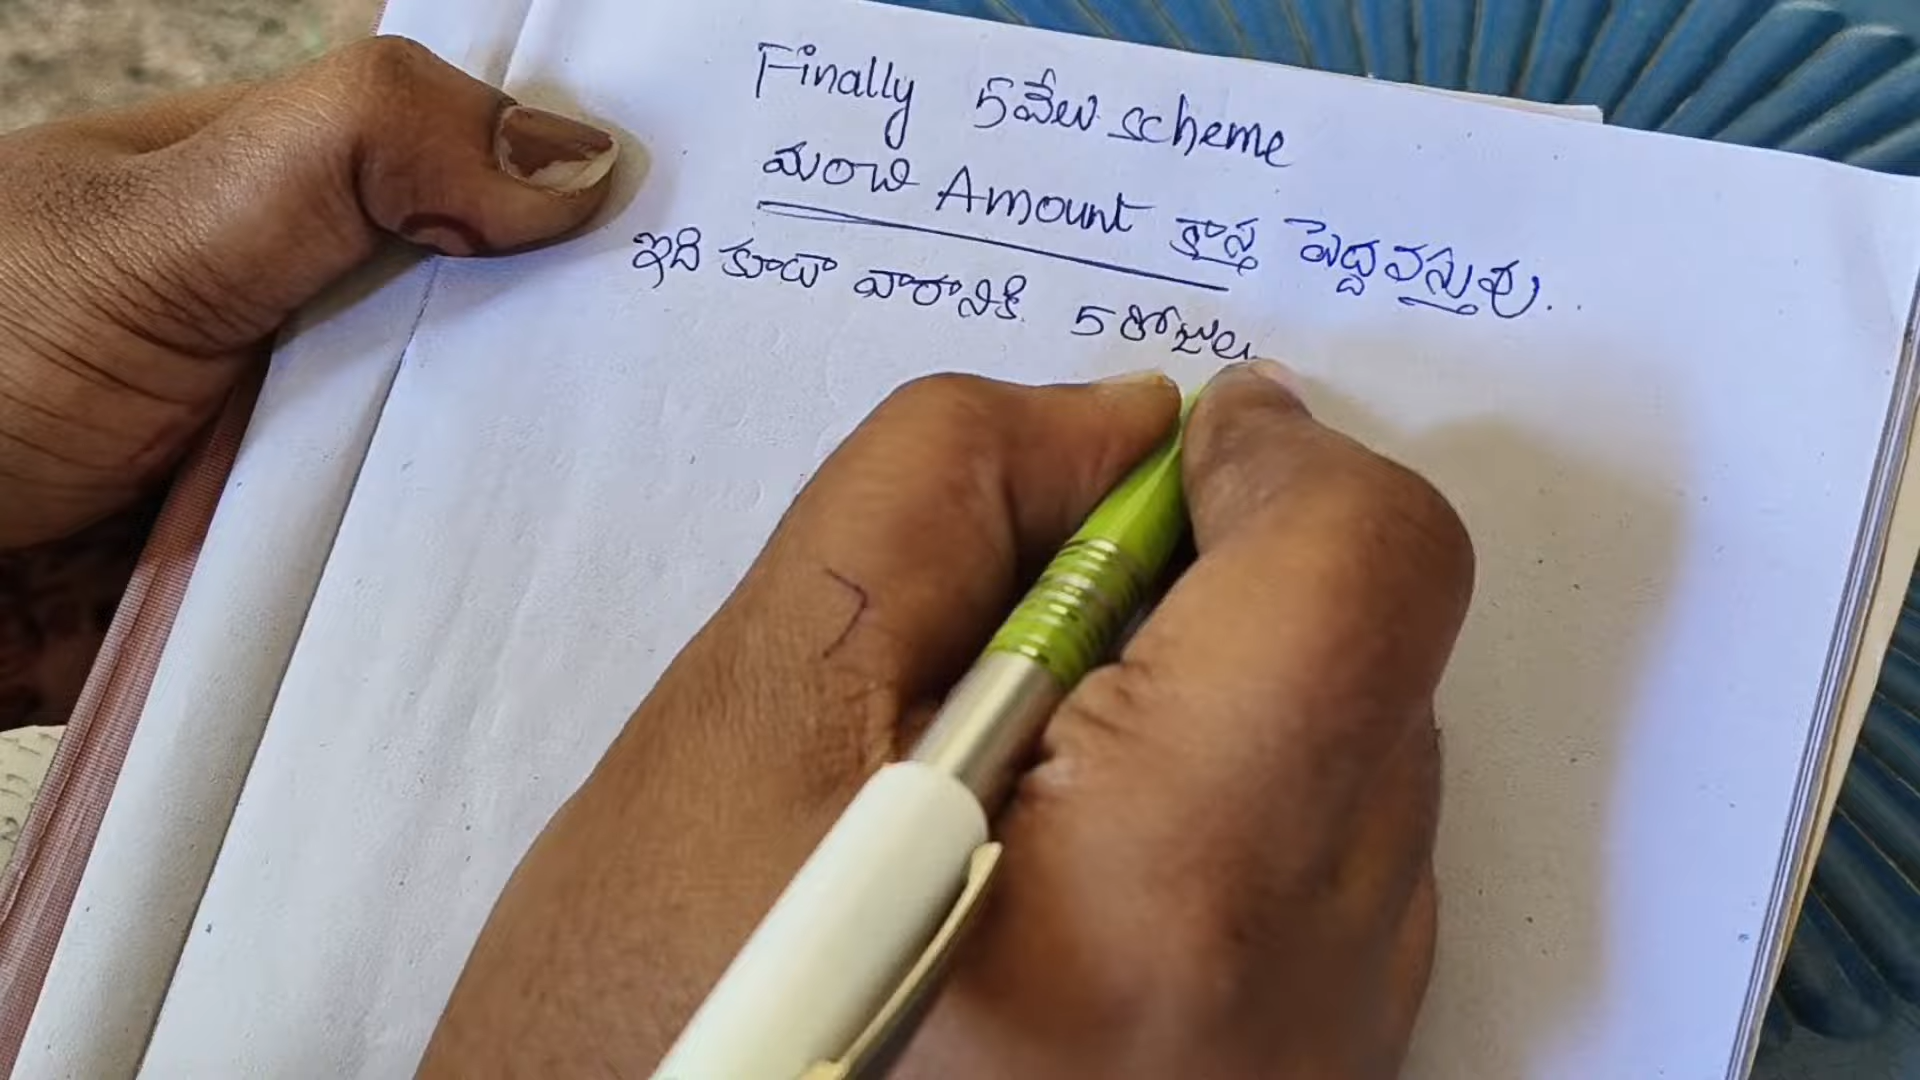 Finally 5వేలు scheme
మంచి Amount కాస్త పెద్దవస్తువు..
ఇది కూడా వారానికి 5రోజులు